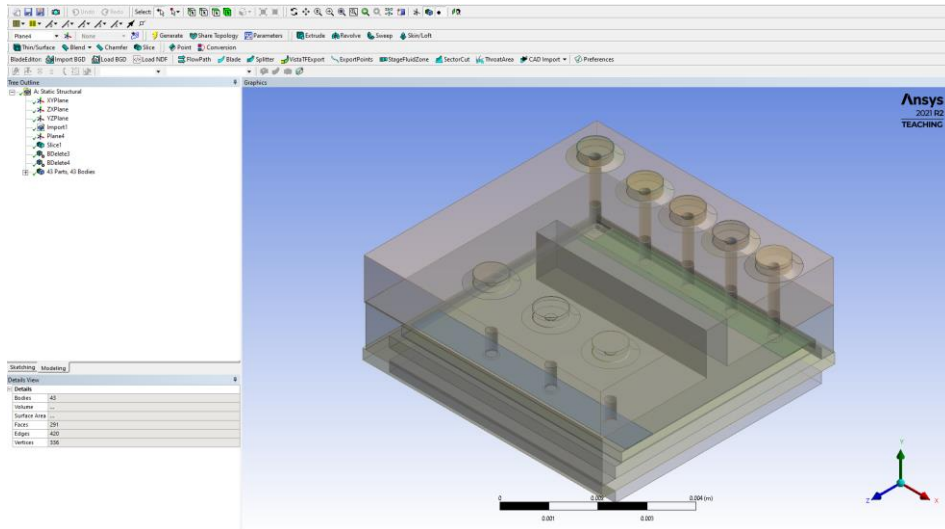 Undo Redo Select:
Plane4 None Generate Share Topology Parameters Extrude Revolve Sweep Skin/Loft
Thin/Surface Blend Chamfer Slice Point Conversion
BladeEditor: Import BGD Load BGD Load NDF FlowPath Blade Splitter VistaTFExport ExportPoints StageFluidZone SectorCut ThroatArea CAD Import Preferences
Tree Outline
Graphics
A: Static Structural
XYPlane
ZXPlane
YZPlane
Import1
Plane4
Slice1
BDelete3
BDelete4
43 Parts, 43 Bodies
Ansys
2021 R2
TEACHING
Sketching Modeling
Details View
Details
Bodies 43
Volume ...
Surface Area ...
Faces 291
Edges 420
Vertices 336
0 0.004 (m)
0.001 0.003
Y
Z
X